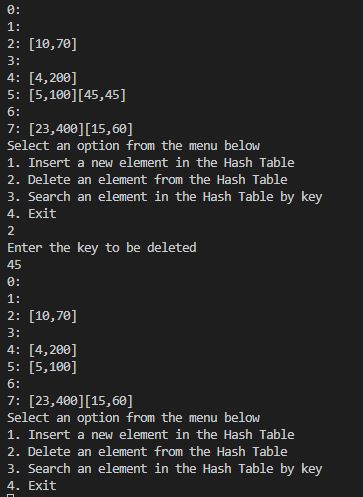 0:
1:
2: [10,70]
3:
4: [4,200]
5: [5,100][45,45]
6:
7: [23,400][15,60]
Select an option from the menu below
1. Insert a new element in the Hash Table
2. Delete an element from the Hash Table
3. Search an element in the Hash Table by key
4. Exit
2
Enter the key to be deleted
45
0:
1:
2: [10,70]
3:
4: [4,200]
5: [5,100]
6:
7: [23,400][15,60]
Select an option from the menu below
1. Insert a new element in the Hash Table
2. Delete an element from the Hash Table
3. Search an element in the Hash Table by key
4. Exit